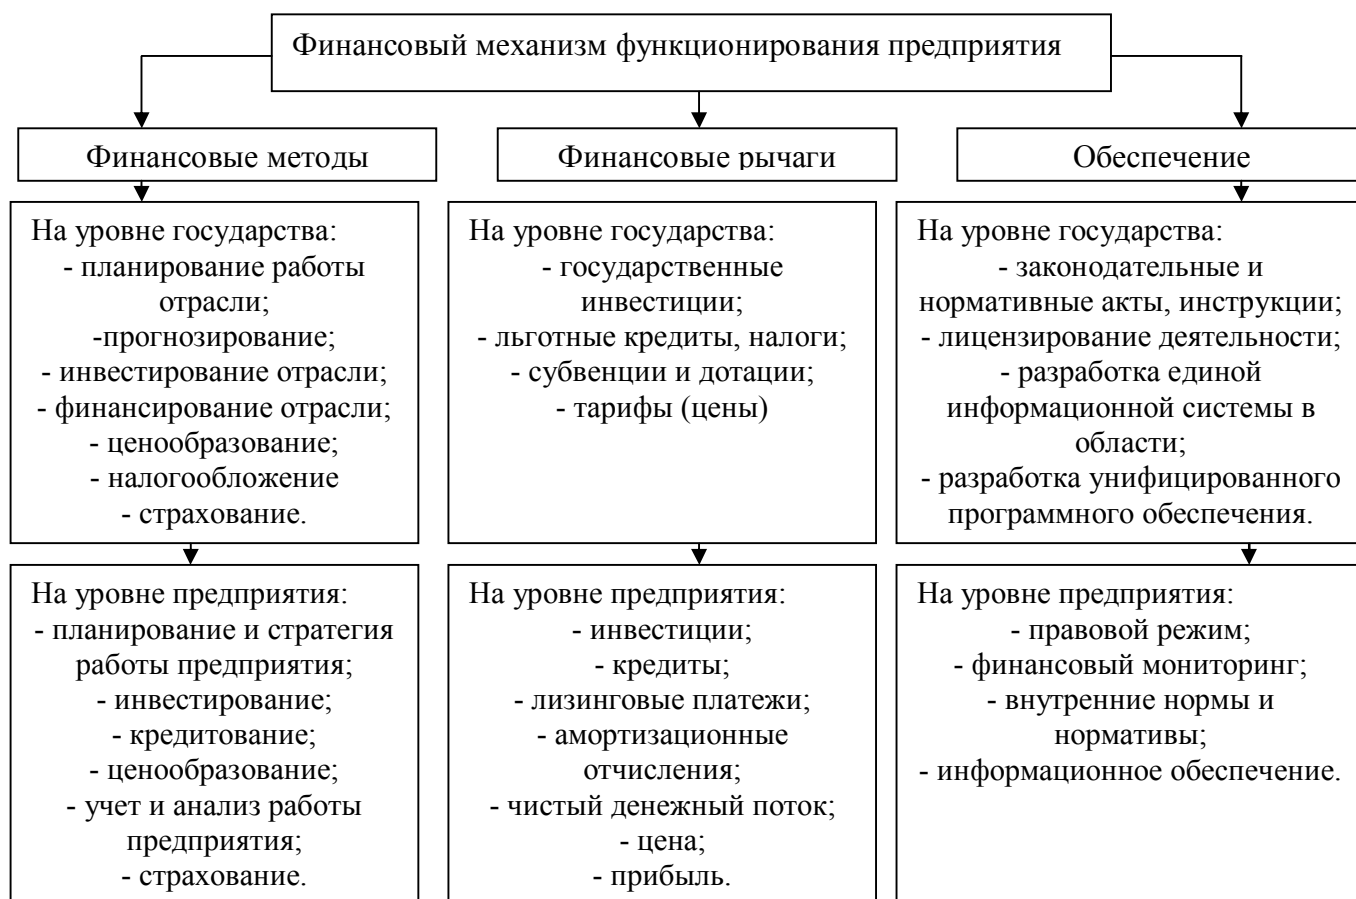 Финансовый механизм функционирования предприятия
Финансовые методы
Финансовые рычаги
Обеспечение
На уровне государства:
- планирование работы
отрасли;
-прогнозирование;
- инвестирование отрасли;
- финансирование отрасли;
- ценообразование;
- налогообложение
- страхование.
На уровне государства:
- государственные
инвестиции;
- льготные кредиты, налоги;
- субвенции и дотации;
- тарифы (цены)
На уровне государства:
- законодательные и
нормативные акты, инструкции;
- лицензирование деятельности;
- разработка единой
информационной системы в
области;
- разработка унифицированного
программного обеспечения.
На уровне предприятия:
- планирование и стратегия
работы предприятия;
- инвестирование;
- кредитование;
- ценообразование;
- учет и анализ работы
предприятия;
- страхование.
На уровне предприятия:
- инвестиции;
- кредиты;
- лизинговые платежи;
- амортизационные
отчисления;
- чистый денежный поток;
- цена;
- прибыль.
На уровне предприятия:
- правовой режим;
- финансовый мониторинг;
- внутренние нормы и
нормативы;
- информационное обеспечение.